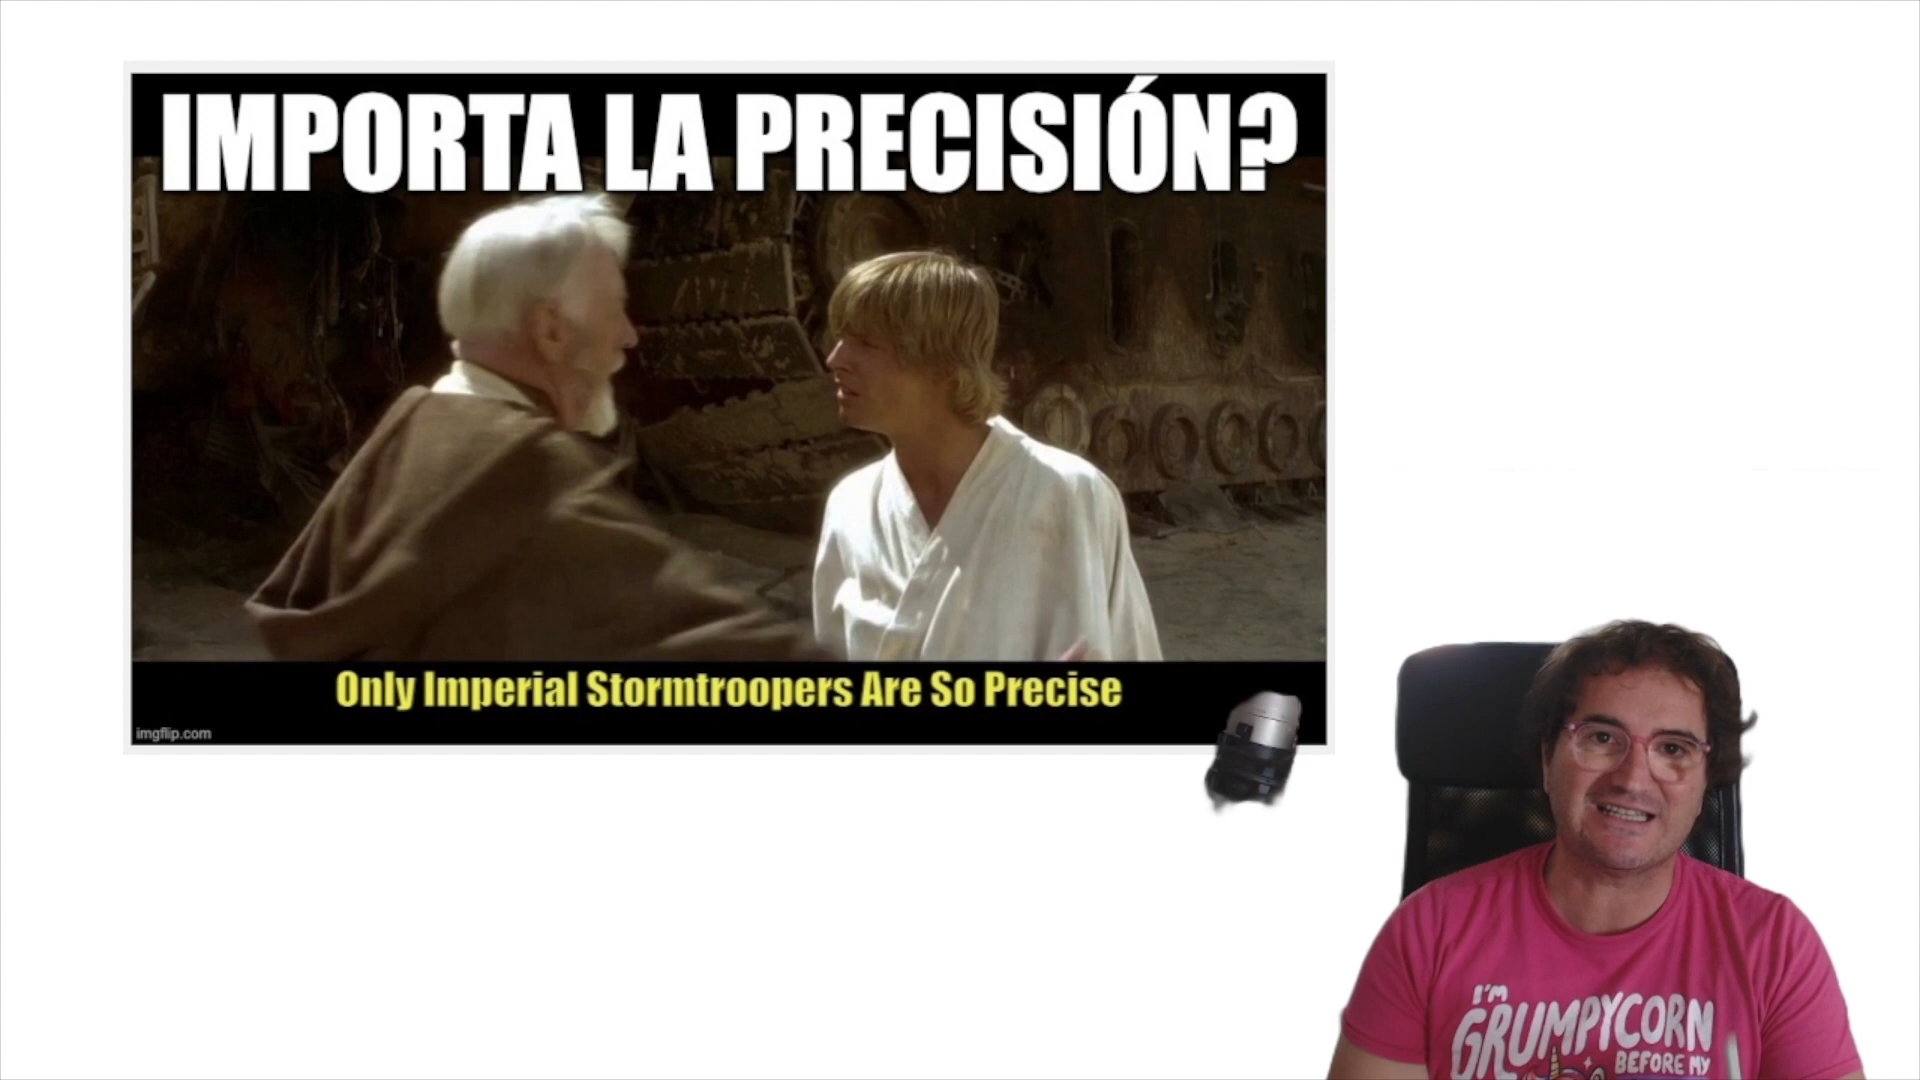 IMPORTA LA PRECISIÓN?
Only Imperial Stormtroopers Are So Precise
imgflip.com
I'M
GRUMPYCORN
BEFORE MY